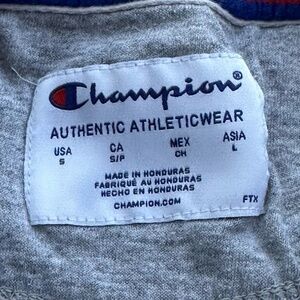 Champion®
AUTHENTIC ATHLETICWEAR
USA CA MEX ASIA
S S/P CH L
MADE IN HONDURAS
FABRIQUÉ AU HONDURAS
HECHO EN HONDURAS
CHAMPION.COM
FTX